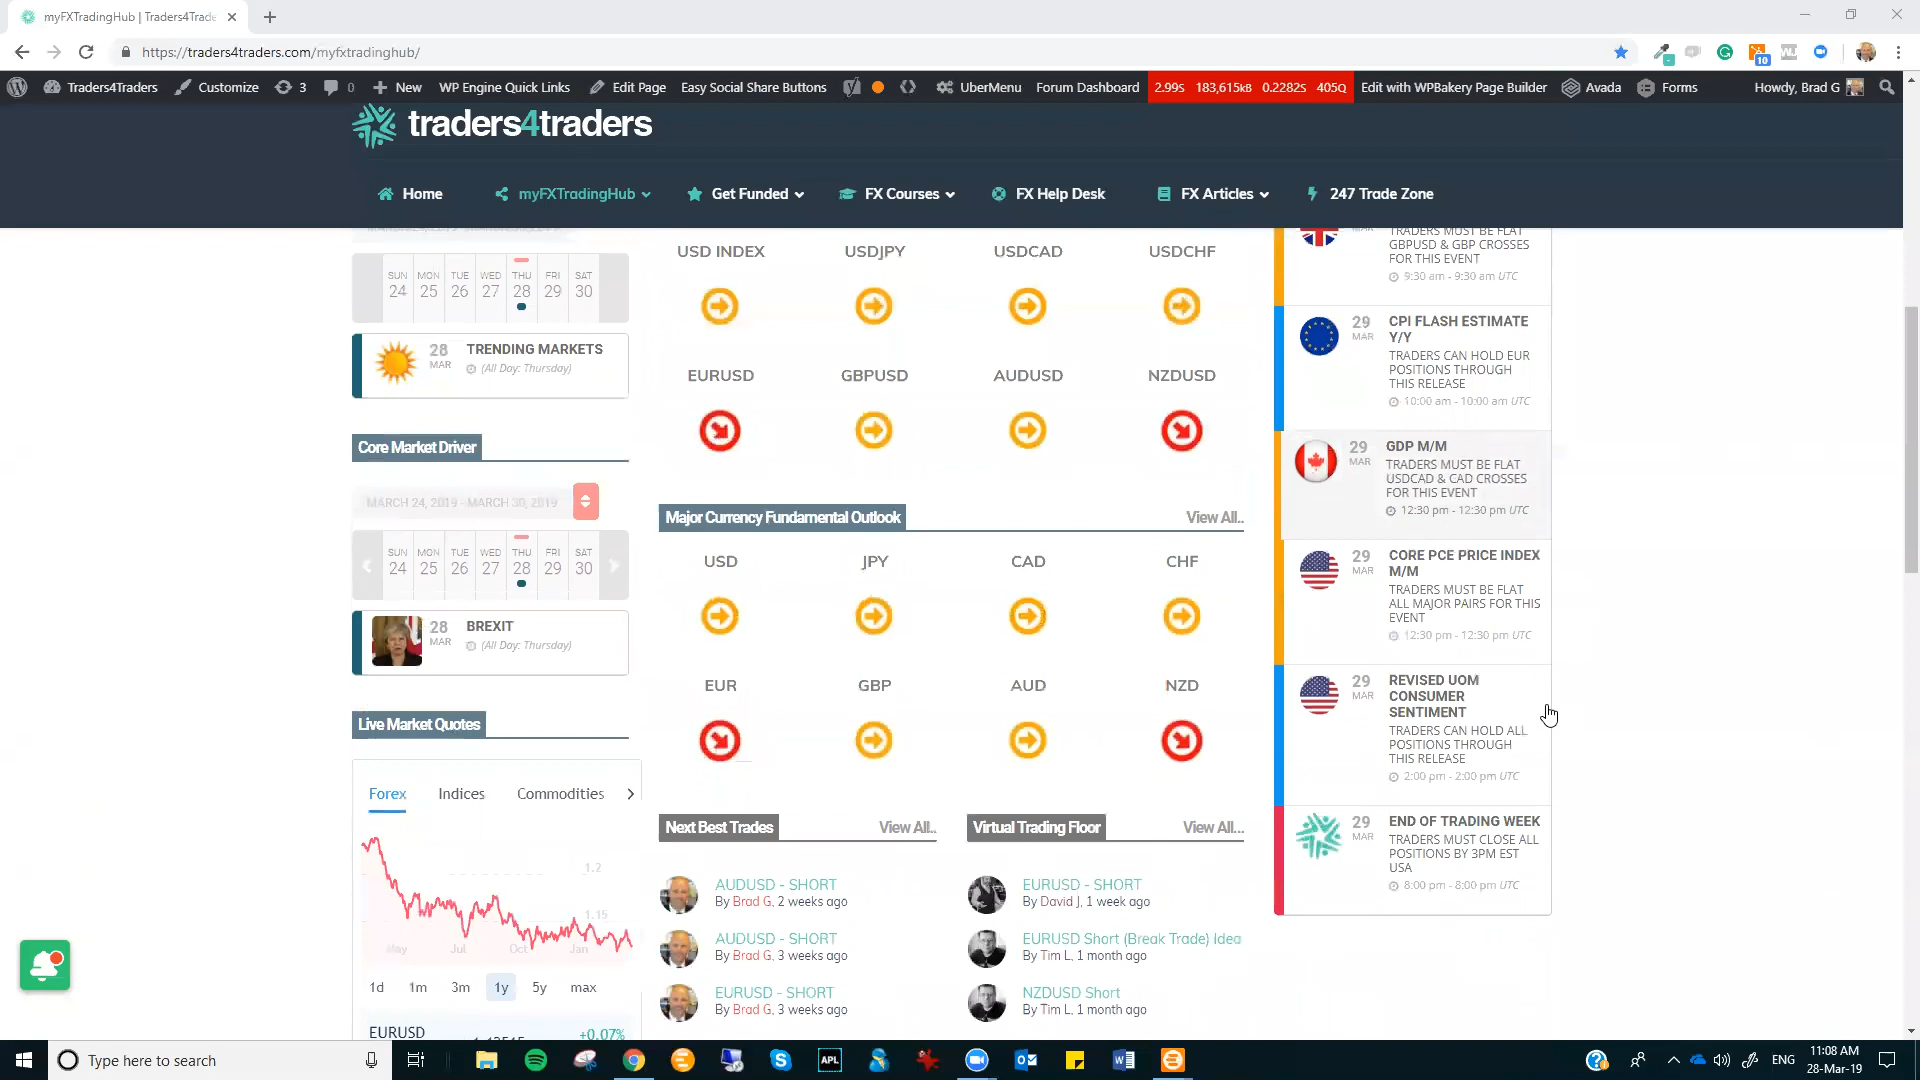 myFXTradingHub | Traders4Trade
https://traders4traders.com/myfxtradinghub/
10
Traders4Traders
Customize
3
0
New
WP Engine Quick Links
Edit Page
Easy Social Share Buttons
UberMenu
Forum Dashboard
2.99S 183,615KB 0.2282S 405Q
Edit with WPBakery Page Builder
Avada
Forms
Howdy, Brad G
traders4traders
Home
myFXTradingHub
Get Funded
FX Courses
FX Help Desk
FX Articles
247 Trade Zone
SUN MON TUE WED THU FRI SAT
24 25 26 27 28 29 30
28 MAR
TRENDING MARKETS
(All Day: Thursday)
Core Market Driver
MARCH 24, 2019 - MARCH 30, 2019
SUN MON TUE WED THU FRI SAT
24 25 26 27 28 29 30
28 MAR
BREXIT
(All Day: Thursday)
Live Market Quotes
Forex Indices Commodities
1.2
1.15
May Jul Oct Jan
1d 1m 3m 1y 5y max
EURUSD
+0.07%
USD INDEX USDJPY USDCAD USDCHF
EURUSD GBPUSD AUDUSD NZDUSD
Major Currency Fundamental Outlook
View All..
USD JPY CAD CHF
EUR GBP AUD NZD
Next Best Trades
View All..
AUDUSD - SHORT
By Brad G, 2 weeks ago
AUDUSD - SHORT
By Brad G, 3 weeks ago
EURUSD - SHORT
By Brad G, 3 weeks ago
Virtual Trading Floor
View All...
EURUSD - SHORT
By David J, 1 week ago
EURUSD Short (Break Trade) Idea
By Tim L, 1 month ago
NZDUSD Short
By Tim L, 1 month ago
TRADERS MUST BE FLAT
GBPUSD & GBP CROSSES
FOR THIS EVENT
9:30 am - 9:30 am UTC
29 MAR
CPI FLASH ESTIMATE
Y/Y
TRADERS CAN HOLD EUR
POSITIONS THROUGH
THIS RELEASE
10:00 am - 10:00 am UTC
29 MAR
GDP M/M
TRADERS MUST BE FLAT
USDCAD & CAD CROSSES
FOR THIS EVENT
12:30 pm - 12:30 pm UTC
29 MAR
CORE PCE PRICE INDEX
M/M
TRADERS MUST BE FLAT
ALL MAJOR PAIRS FOR THIS
EVENT
12:30 pm - 12:30 pm UTC
29 MAR
REVISED UOM
CONSUMER
SENTIMENT
TRADERS CAN HOLD ALL
POSITIONS THROUGH
THIS RELEASE
2:00 pm - 2:00 pm UTC
29 MAR
END OF TRADING WEEK
TRADERS MUST CLOSE ALL
POSITIONS BY 3PM EST
USA
8:00 pm - 8:00 pm UTC
Type here to search
APL
ENG
11:08 AM
28-Mar-19